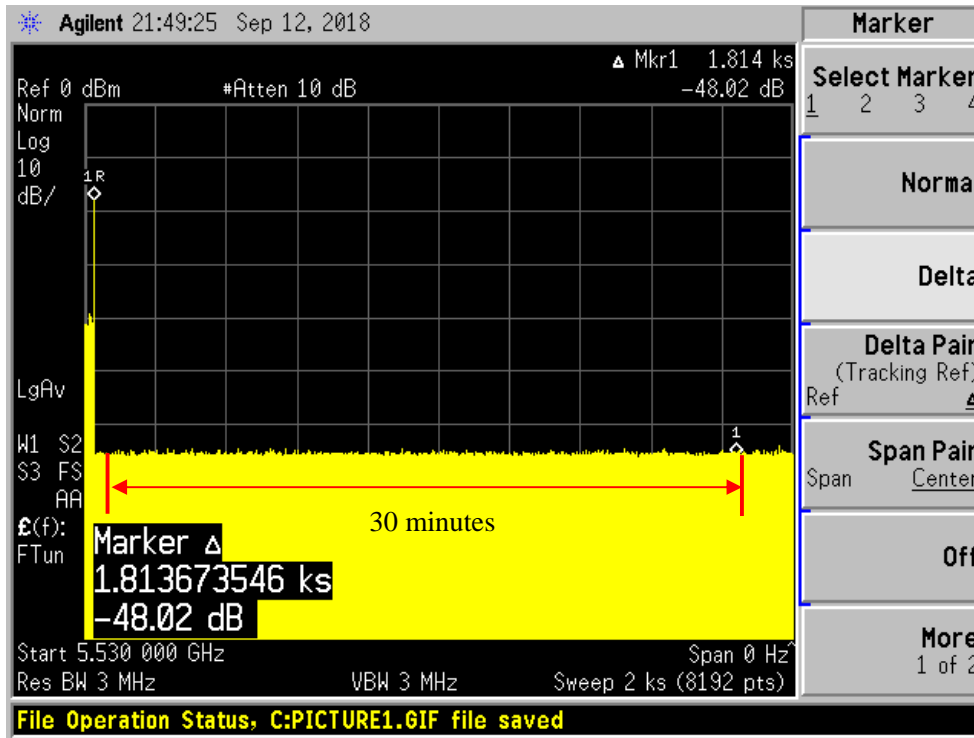 Agilent 21:49:25 Sep 12, 2018
Marker
Δ Mkr1 1.814 ks
Ref 0 dBm #Atten 10 dB -48.02 dB
Norm
Log
10
dB/
1R
LgAv
W1 S2
S3 FS
AA
£(f):
FTun
1
30 minutes
Marker Δ
1.813673546 ks
-48.02 dB
Start 5.530 000 GHz Span 0 Hz^
Res BW 3 MHz VBW 3 MHz Sweep 2 ks (8192 pts)
File Operation Status, C:PICTURE1.GIF file saved
Select Marker
1 2 3 4
Norma
Delta
Delta Pair
(Tracking Ref)
Ref Δ
Span Pair
Span Center
Off
More
1 of 2